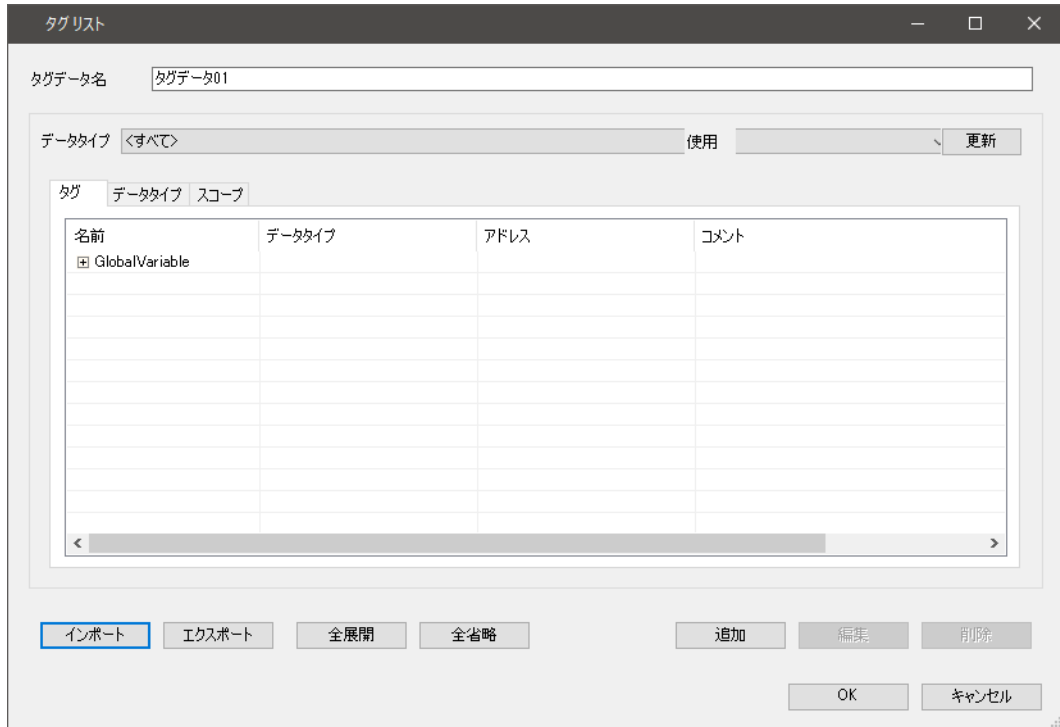 タグ リスト
タグデータ名 タグデータ01
データタイプ <すべて> 使用 更新
タグ データタイプ スコープ
名前 データタイプ アドレス コメント
GlobalVariable
インポート エクスポート 全展開 全省略 追加 編集 削除
OK キャンセル